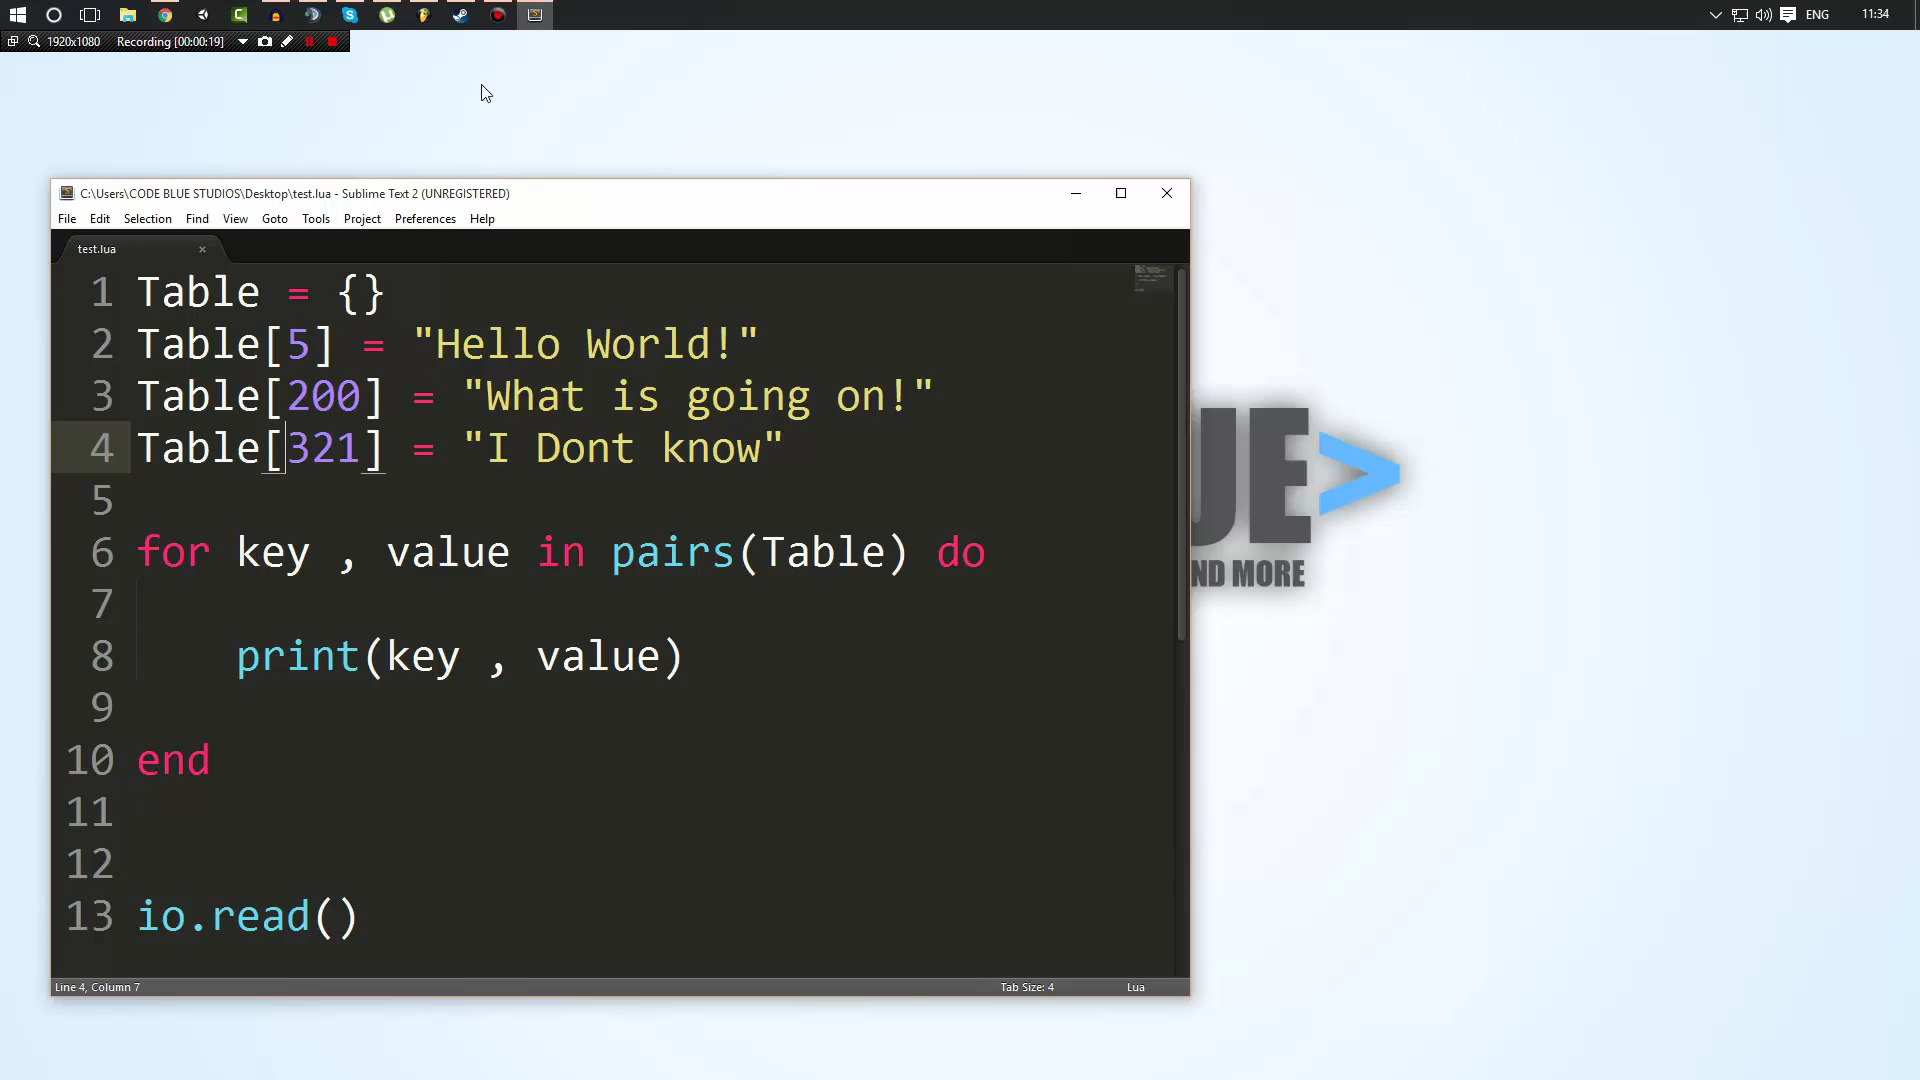 ENG 11:34
1920x1080 Recording [00:00:19]
C:\Users\CODE BLUE STUDIOS\Desktop\test.lua - Sublime Text 2 (UNREGISTERED)
File Edit Selection Find View Goto Tools Project Preferences Help
test.lua ×
1 Table = {}
2 Table[5] = "Hello World!"
3 Table[200] = "What is going on!"
4 Table[321] = "I Dont know"
5
6 for key , value in pairs(Table) do
7
8 print(key , value)
9
10 end
11
12
13 io.read()
Line 4, Column 7 Tab Size: 4 Lua
UE>
ND MORE